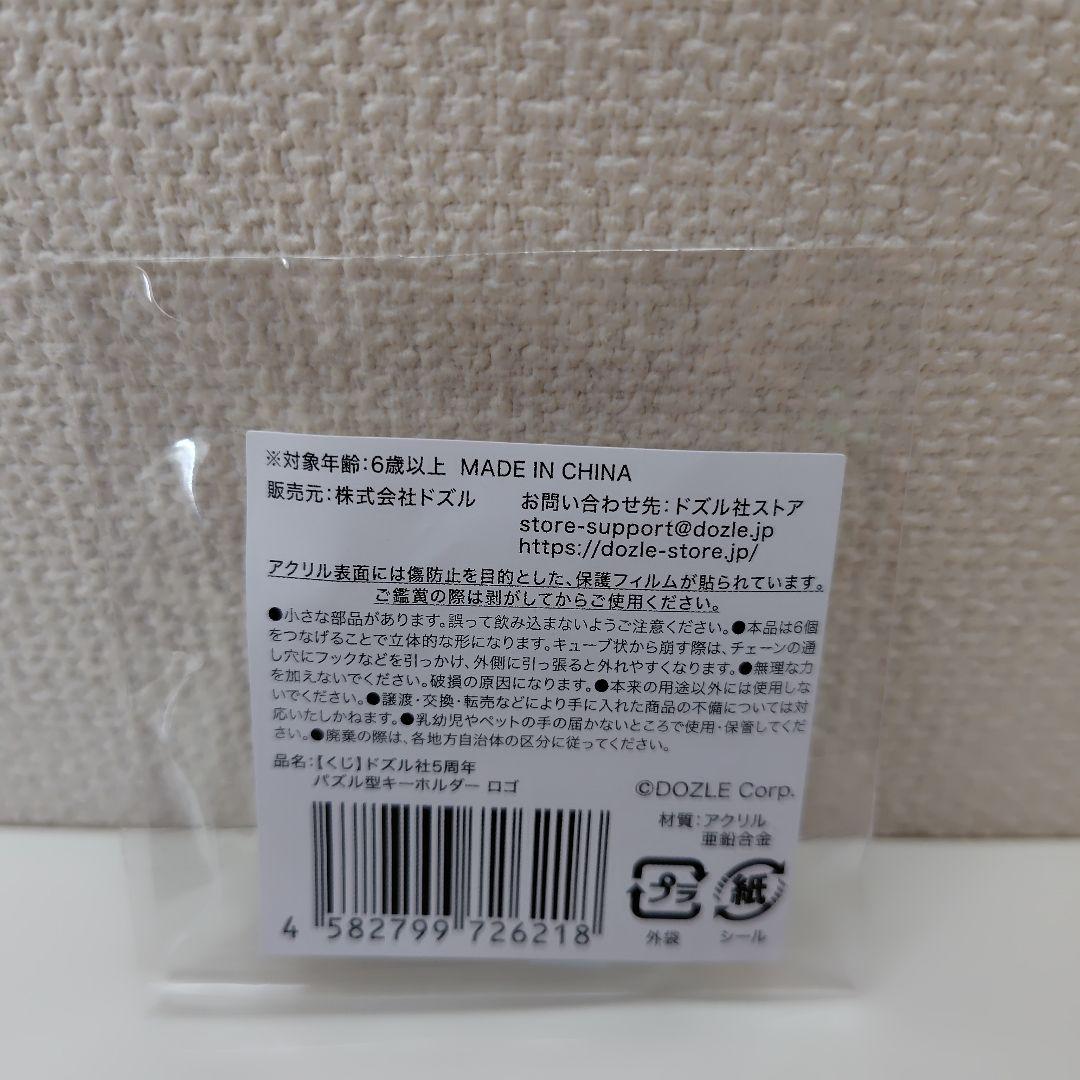 ※対象年齢:6歳以上 MADE IN CHINA
販売元:株式会社ドズル お問い合わせ先:ドズル社ストア
store-support@dozle.jp
https://dozle-store.jp/
アクリル表面には傷防止を目的とした、保護フィルムが貼られています。
ご鑑賞の際は剥がしてからご使用ください。
●小さな部品があります。誤って飲み込まないようご注意ください。●本品は6個
をつなげることで立体的な形になります。キューブ状から崩す際は、チェーンの通
し穴にフックなどを引っかけ、外側に引っ張ると外れやすくなります。●無理な力
を加えないでください。破損の原因になります。●本来の用途以外には使用しな
いでください。●譲渡・交換・転売などにより手に入れた商品の不備については対
応いたしかねます。●乳幼児やペットの手の届かないところで使用・保管してくだ
さい。●廃棄の際は、各地方自治体の区分に従ってください。
品名:【くじ】ドズル社5周年
パズル型キーホルダー ロゴ
©DOZLE Corp.
材質:アクリル
亜鉛合金
4 582799 726218
プラ
外袋
紙
シール